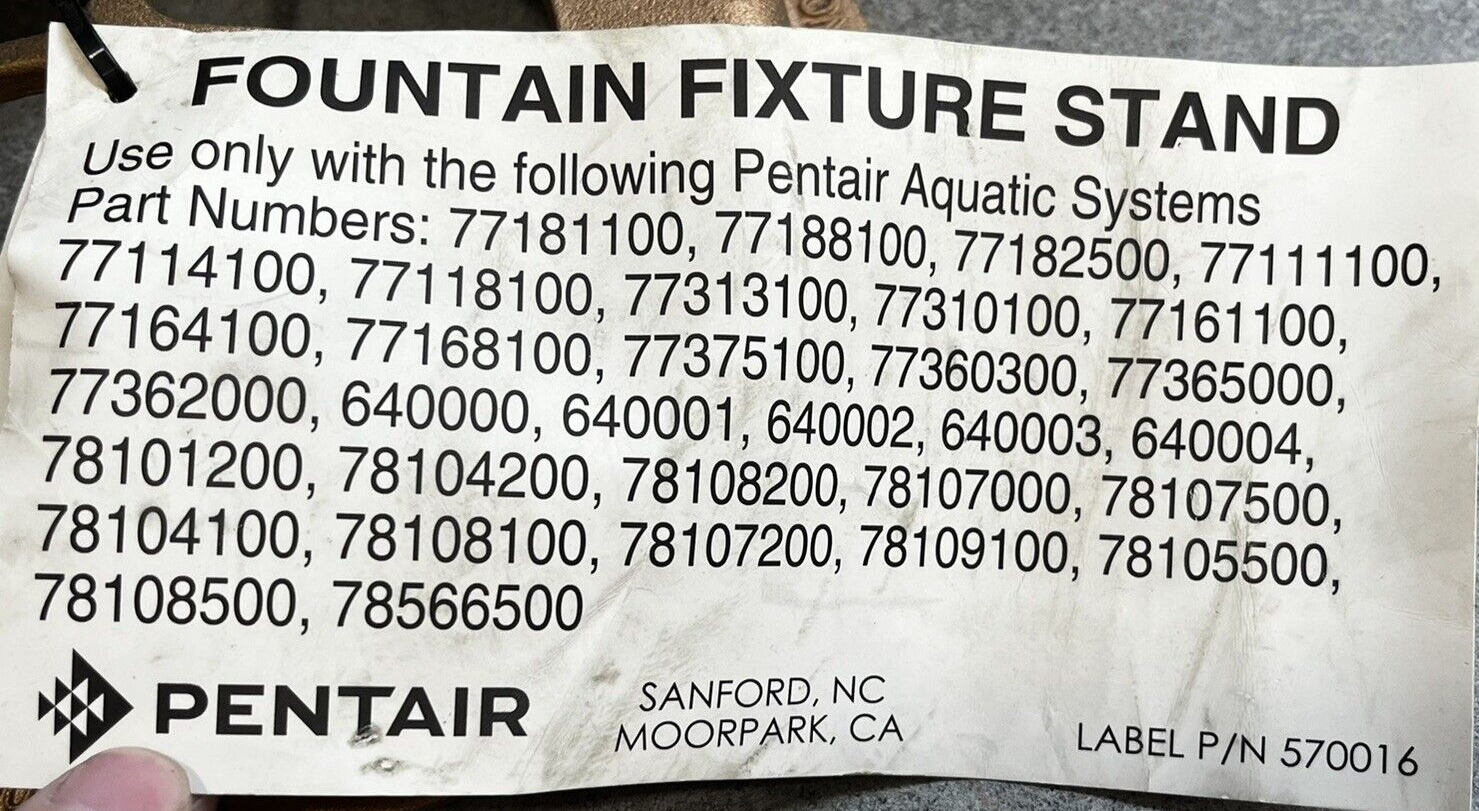 FOUNTAIN FIXTURE STAND
Use only with the following Pentair Aquatic Systems
Part Numbers: 77181100, 77188100, 77182500, 77111100,
77114100, 77118100, 77313100, 77310100, 77161100,
77164100, 77168100, 77375100, 77360300, 77365000,
77362000, 640000, 640001, 640002, 640003, 640004,
78101200, 78104200, 78108200, 78107000, 78107500,
78104100, 78108100, 78107200, 78109100, 78105500,
78108500, 78566500
PENTAIR
SANFORD, NC
MOORPARK, CA
LABEL P/N 570016